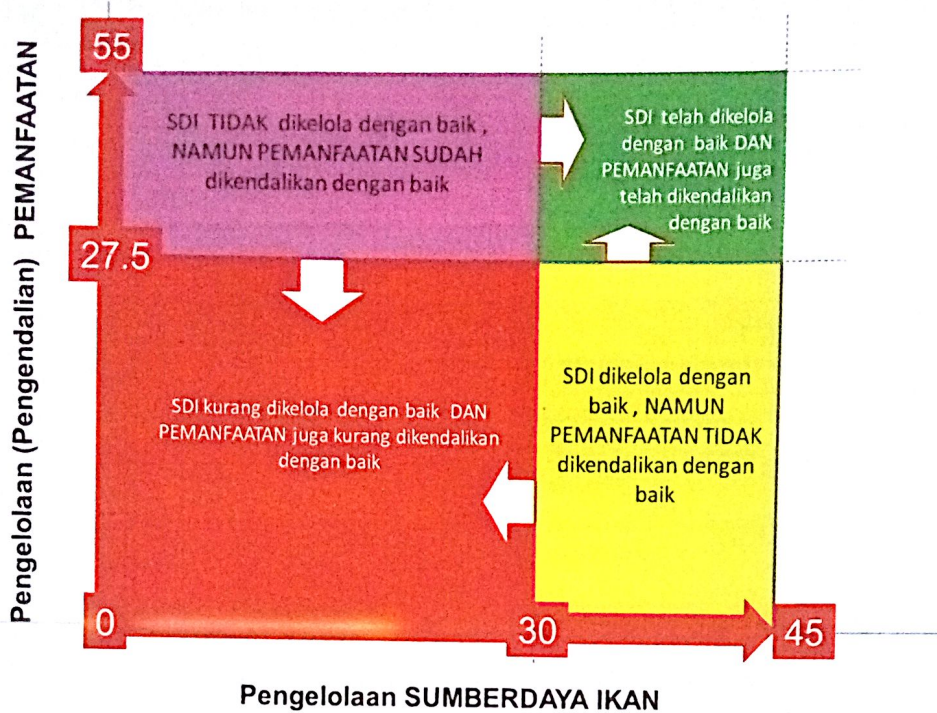 55
Pengelolaan (Pengendalian) PEMANFAATAN
SDI TIDAK dikelola dengan baik ,
NAMUN PEMANFAATAN SUDAH
dikendalikan dengan baik
SDI telah dikelola
dengan baik DAN
PEMANFAATAN juga
telah dikendalikan
dengan baik
27.5
SDI kurang dikelola dengan baik DAN
PEMANFAATAN juga kurang dikendalikan
dengan baik
SDI dikelola dengan
baik , NAMUN
PEMANFAATAN TIDAK
dikendalikan dengan
baik
0
30
45
Pengelolaan SUMBERDAYA IKAN